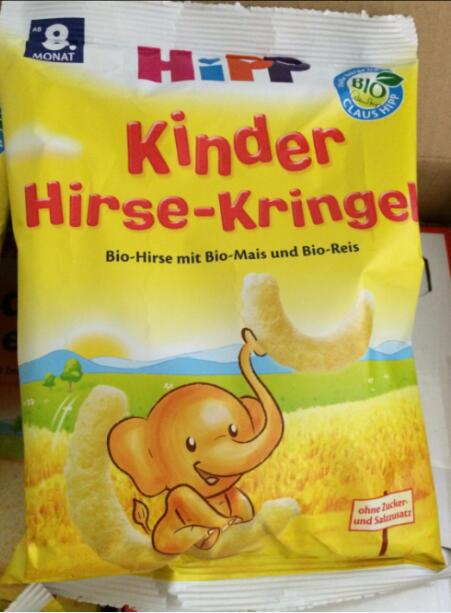 AB
8.
MONAT
HiPP
BIO
CLAUS HIPP
Kinder
Hirse-Kringel
Bio-Hirse mit Bio-Mais und Bio-Reis
ohne Zucker-
und Salzzusatz